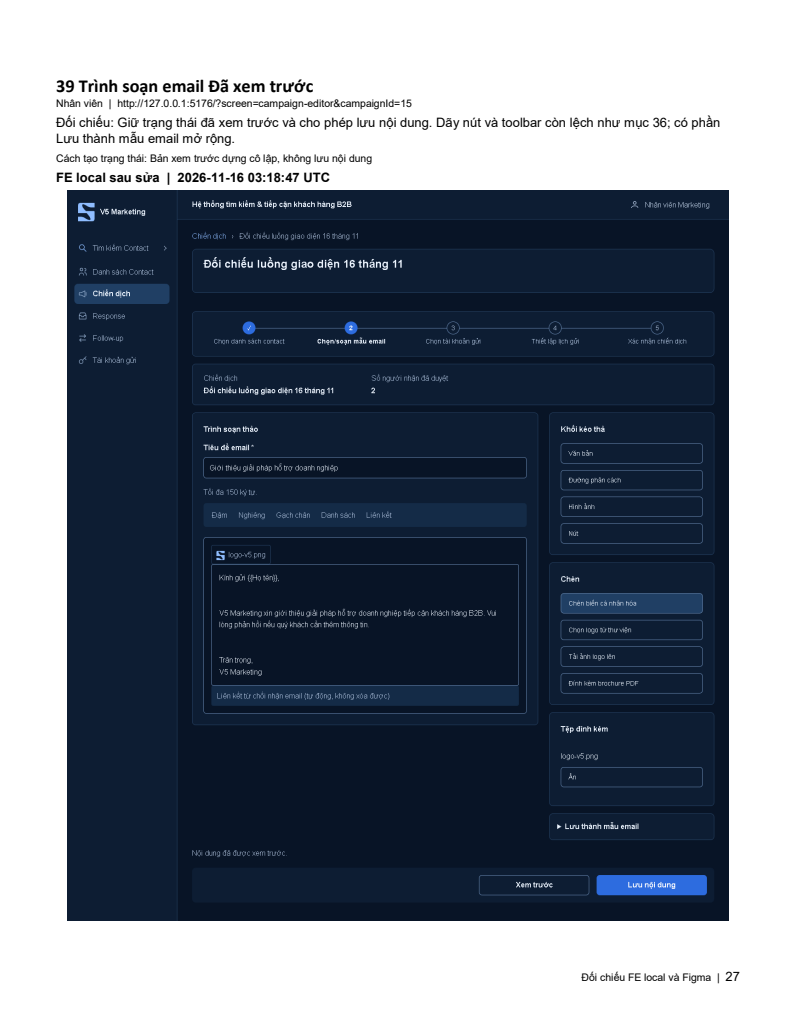 39 Trình soạn email Đã xem trước
Nhân viên | http://127.0.0.1:5176/?screen=campaign-editor&campaignId=15
Đối chiếu: Giữ trạng thái đã xem trước và cho phép lưu nội dung. Dãy nút và toolbar còn lệch như mục 36; có phần
Lưu thành mẫu email mở rộng.
Cách tạo trạng thái: Bản xem trước dựng cô lập, không lưu nội dung
FE local sau sửa | 2026-11-16 03:18:47 UTC
V5 Marketing
Hệ thống tìm kiếm & tiếp cận khách hàng B2B
Nhân viên Marketing
Tìm kiếm Contact
Danh sách Contact
Chiến dịch
Response
Follow-up
Tài khoản gửi
Chiến dịch › Đối chiếu luồng giao diện 16 tháng 11
Đối chiếu luồng giao diện 16 tháng 11
✓ 2 3 4 5
Chọn danh sách contact Chọn/soạn mẫu email Chọn tài khoản gửi Thiết lập lịch gửi Xác nhận chiến dịch
Chiến dịch Số người nhận đã duyệt
Đối chiếu luồng giao diện 16 tháng 11 2
Trình soạn thảo
Tiêu đề email *
Giới thiệu giải pháp hỗ trợ doanh nghiệp
Tối đa 150 ký tự.
Đậm Nghiêng Gạch chân Danh sách Liên kết
logo-v5.png
Kính gửi {{Họ tên}},
V5 Marketing xin giới thiệu giải pháp hỗ trợ doanh nghiệp tiếp cận khách hàng B2B. Vui
lòng phản hồi nếu quý khách cần thêm thông tin.
Trân trọng,
V5 Marketing
Liên kết từ chối nhận email (tự động, không xóa được)
Khối kéo thả
Văn bản
Đường phân cách
Hình ảnh
Nút
Chèn
Chèn biến cá nhân hóa
Chọn logo từ thư viện
Tải ảnh logo lên
Đính kèm brochure PDF
Tệp đính kèm
logo-v5.png
Ẩn
▶ Lưu thành mẫu email
Nội dung đã được xem trước.
Xem trước
Lưu nội dung
Đối chiếu FE local và Figma | 27